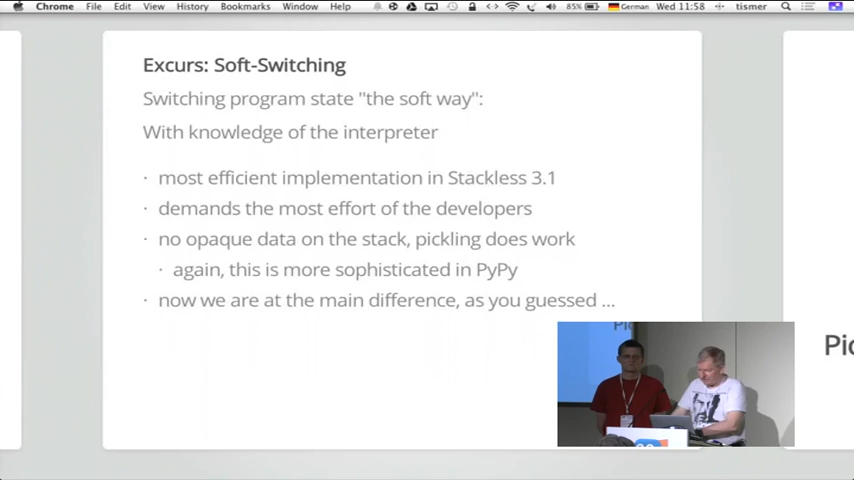 Chrome File Edit View History Bookmarks Window Help 85% German Wed 11:58 tismer
Excurs: Soft-Switching
Switching program state "the soft way":
With knowledge of the interpreter
· most efficient implementation in Stackless 3.1
· demands the most effort of the developers
· no opaque data on the stack, pickling does work
· again, this is more sophisticated in PyPy
· now we are at the main difference, as you guessed ...
Pic